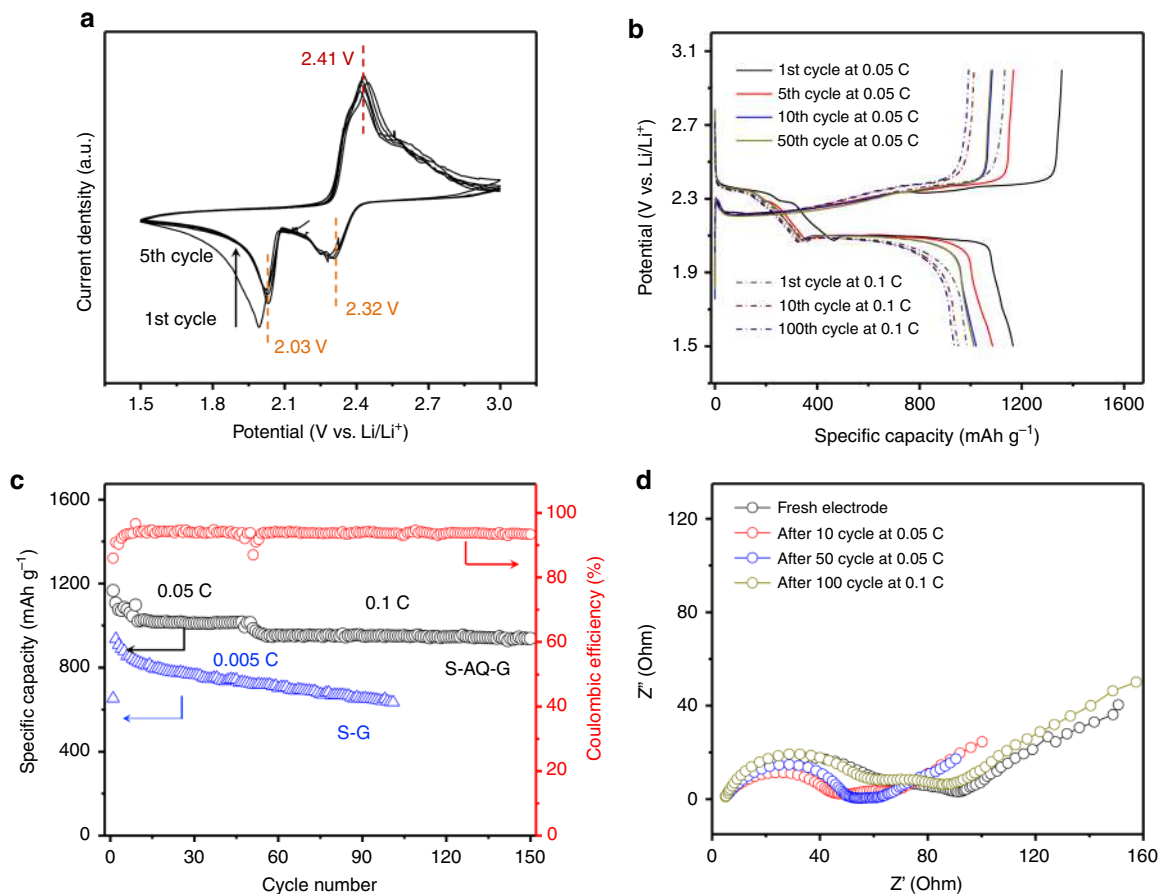 a
Current dentsity (a.u.)
2.41 V
5th cycle
1st cycle
2.03 V
2.32 V
1.5
1.8
2.1
2.4
2.7
3.0
Potential (V vs. Li/Li⁺)
b
Potential (V vs. Li/Li⁺)
3.1
2.7
2.3
1.9
1.5
1st cycle at 0.05 C
5th cycle at 0.05 C
10th cycle at 0.05 C
50th cycle at 0.05 C
1st cycle at 0.1 C
10th cycle at 0.1 C
100th cycle at 0.1 C
0
400
800
1200
1600
Specific capacity (mAh g⁻¹)
c
Specific capacity (mAh g⁻¹)
1600
1200
800
400
0
0.05 C
0.1 C
0.005 C
S-AQ-G
S-G
100
80
60
40
20
0
Coulombic efficiency (%)
0
30
60
90
120
150
Cycle number
d
Z'' (Ohm)
120
80
40
0
Fresh electrode
After 10 cycle at 0.05 C
After 50 cycle at 0.05 C
After 100 cycle at 0.1 C
0
40
80
120
160
Z' (Ohm)